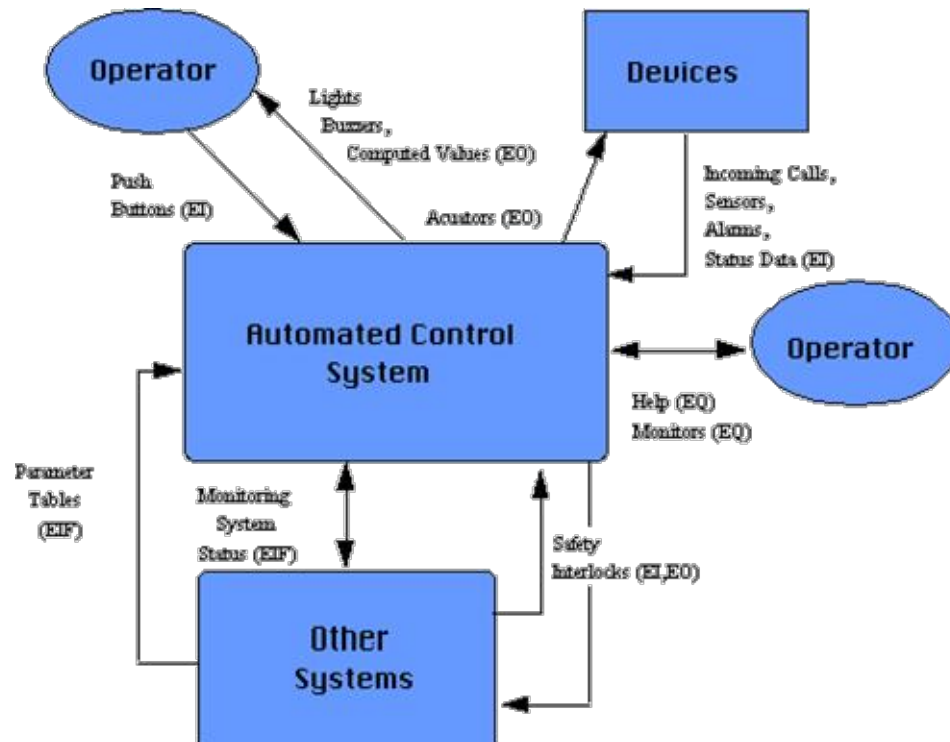 Operator
Devices
Lights
Buzzers,
Computed Values (EO)
Push
Buttons (EI)
Acuators (EO)
Incoming Calls,
Sensors,
Alarms,
Status Data (EI)
Automated Control
System
Operator
Help (EQ)
Monitors (EQ)
Parameter
Tables
(EIF)
Monitoring
System
Status (EIF)
Safety
Interlocks (EI,EO)
Other
Systems